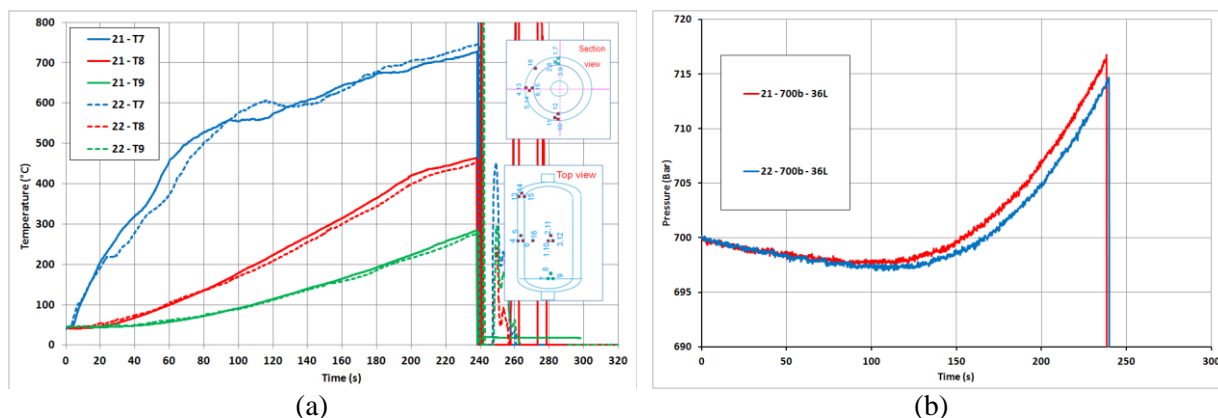 800
700
600
500
400
300
200
100
0
Temperature (°C)
21 - T7
21 - T8
21 - T9
22 - T7
22 - T8
22 - T9
Section
view
Top view
0 20 40 60 80 100 120 140 160 180 200 220 240 260 280 300 320
Time (s)
(a)
720
715
710
705
700
695
690
Pressure (Bar)
21 - 700b - 36L
22 - 700b - 36L
0 50 100 150 200 250 300
Time (s)
(b)